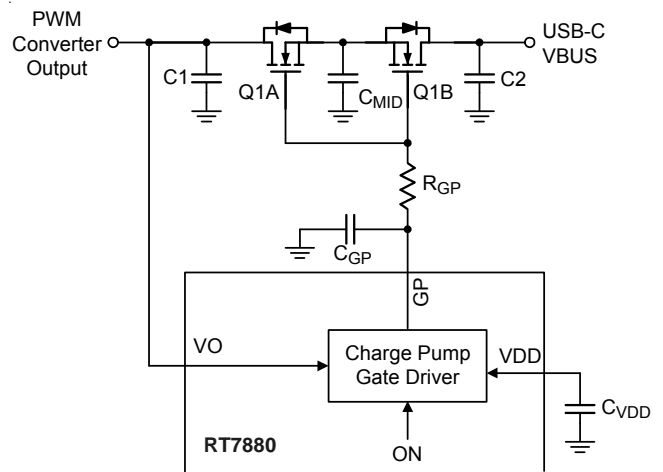 PWM
Converter
Output
C1
Q1A
CMID
Q1B
C2
USB-C
VBUS
RGP
CGP
GP
VO
Charge Pump
Gate Driver
VDD
CVDD
RT7880
ON